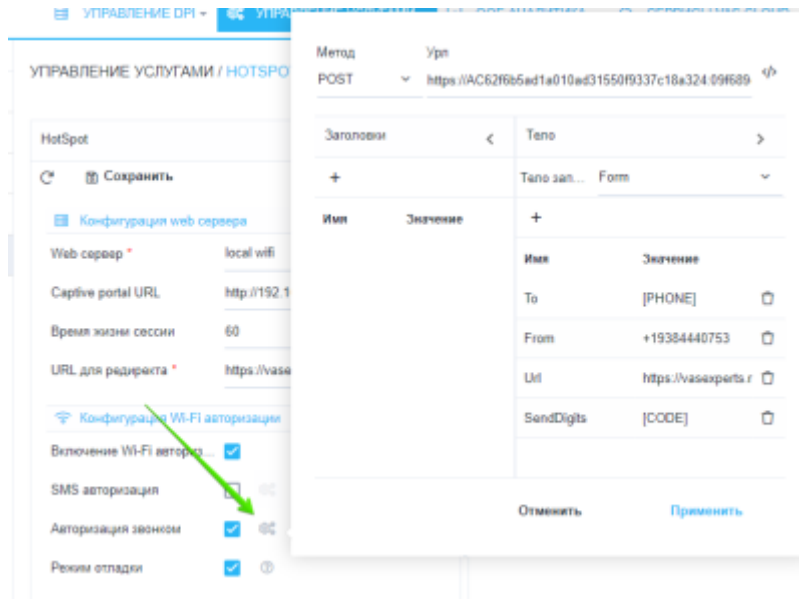 УПРАВЛЕНИЕ DPI
УПРАВЛЕНИЕ УСЛУГАМИ / HOTSPO
HotSpot
Сохранить
Конфигурация web сервера
Web сервер * local wifi
Captive portal URL http://192.1
Время жизни сессии 60
URL для редиректа * https://vase
Конфигурация Wi-Fi авторизации
Включение Wi-Fi авториз...
SMS авторизация
Авторизация звонком
Режим отладки
Метод Урл
POST https://AC62f6b5ad1a010ad31550f9337c18a324:09f689
Заголовки
Имя Значение
Тело
Тело зап... Form
Имя Значение
To [PHONE]
From +19384440753
Url https://vasexperts.r
SendDigits [CODE]
Отменить Применить